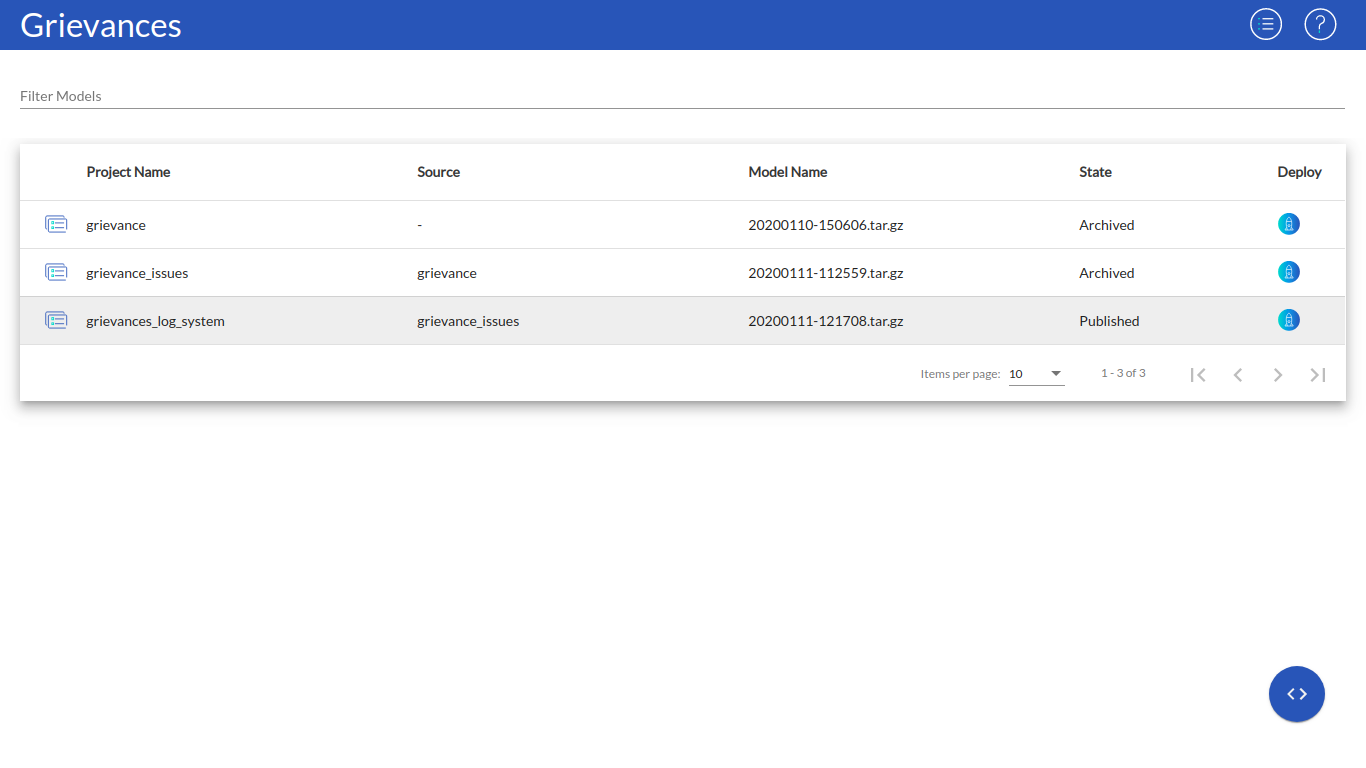 Grievances
Filter Models
Project Name Source Model Name State Deploy
grievance - 20200110-150606.tar.gz Archived
grievance_issues grievance 20200111-112559.tar.gz Archived
grievances_log_system grievance_issues 20200111-121708.tar.gz Published
Items per page: 10 1 - 3 of 3